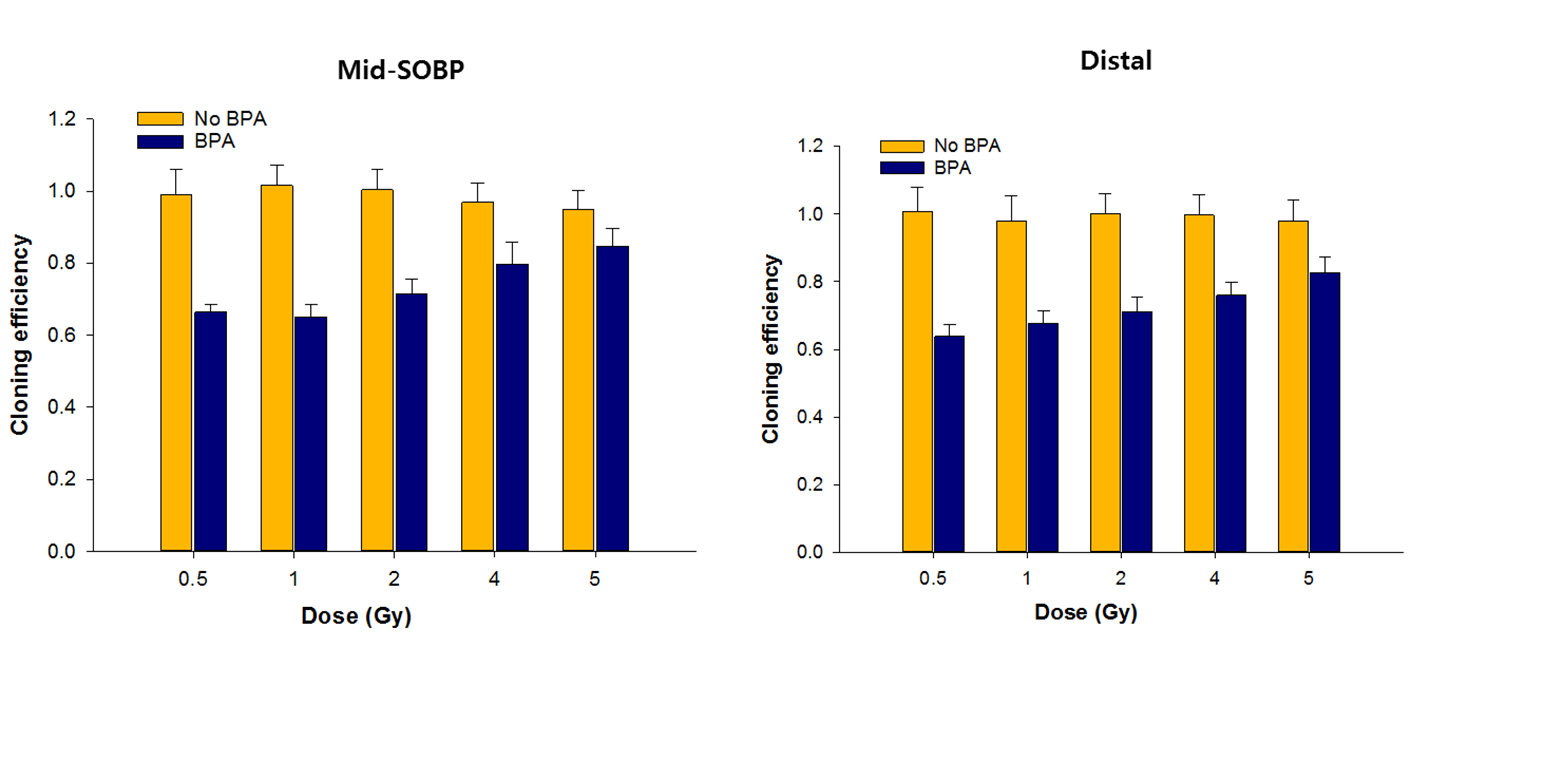 Mid-SOBP
No BPA
BPA
1.2
1.0
0.8
0.6
0.4
0.2
0.0
Cloning efficiency
0.5 1 2 4 5
Dose (Gy)
Distal
No BPA
BPA
1.2
1.0
0.8
0.6
0.4
0.2
0.0
Cloning efficiency
0.5 1 2 4 5
Dose (Gy)